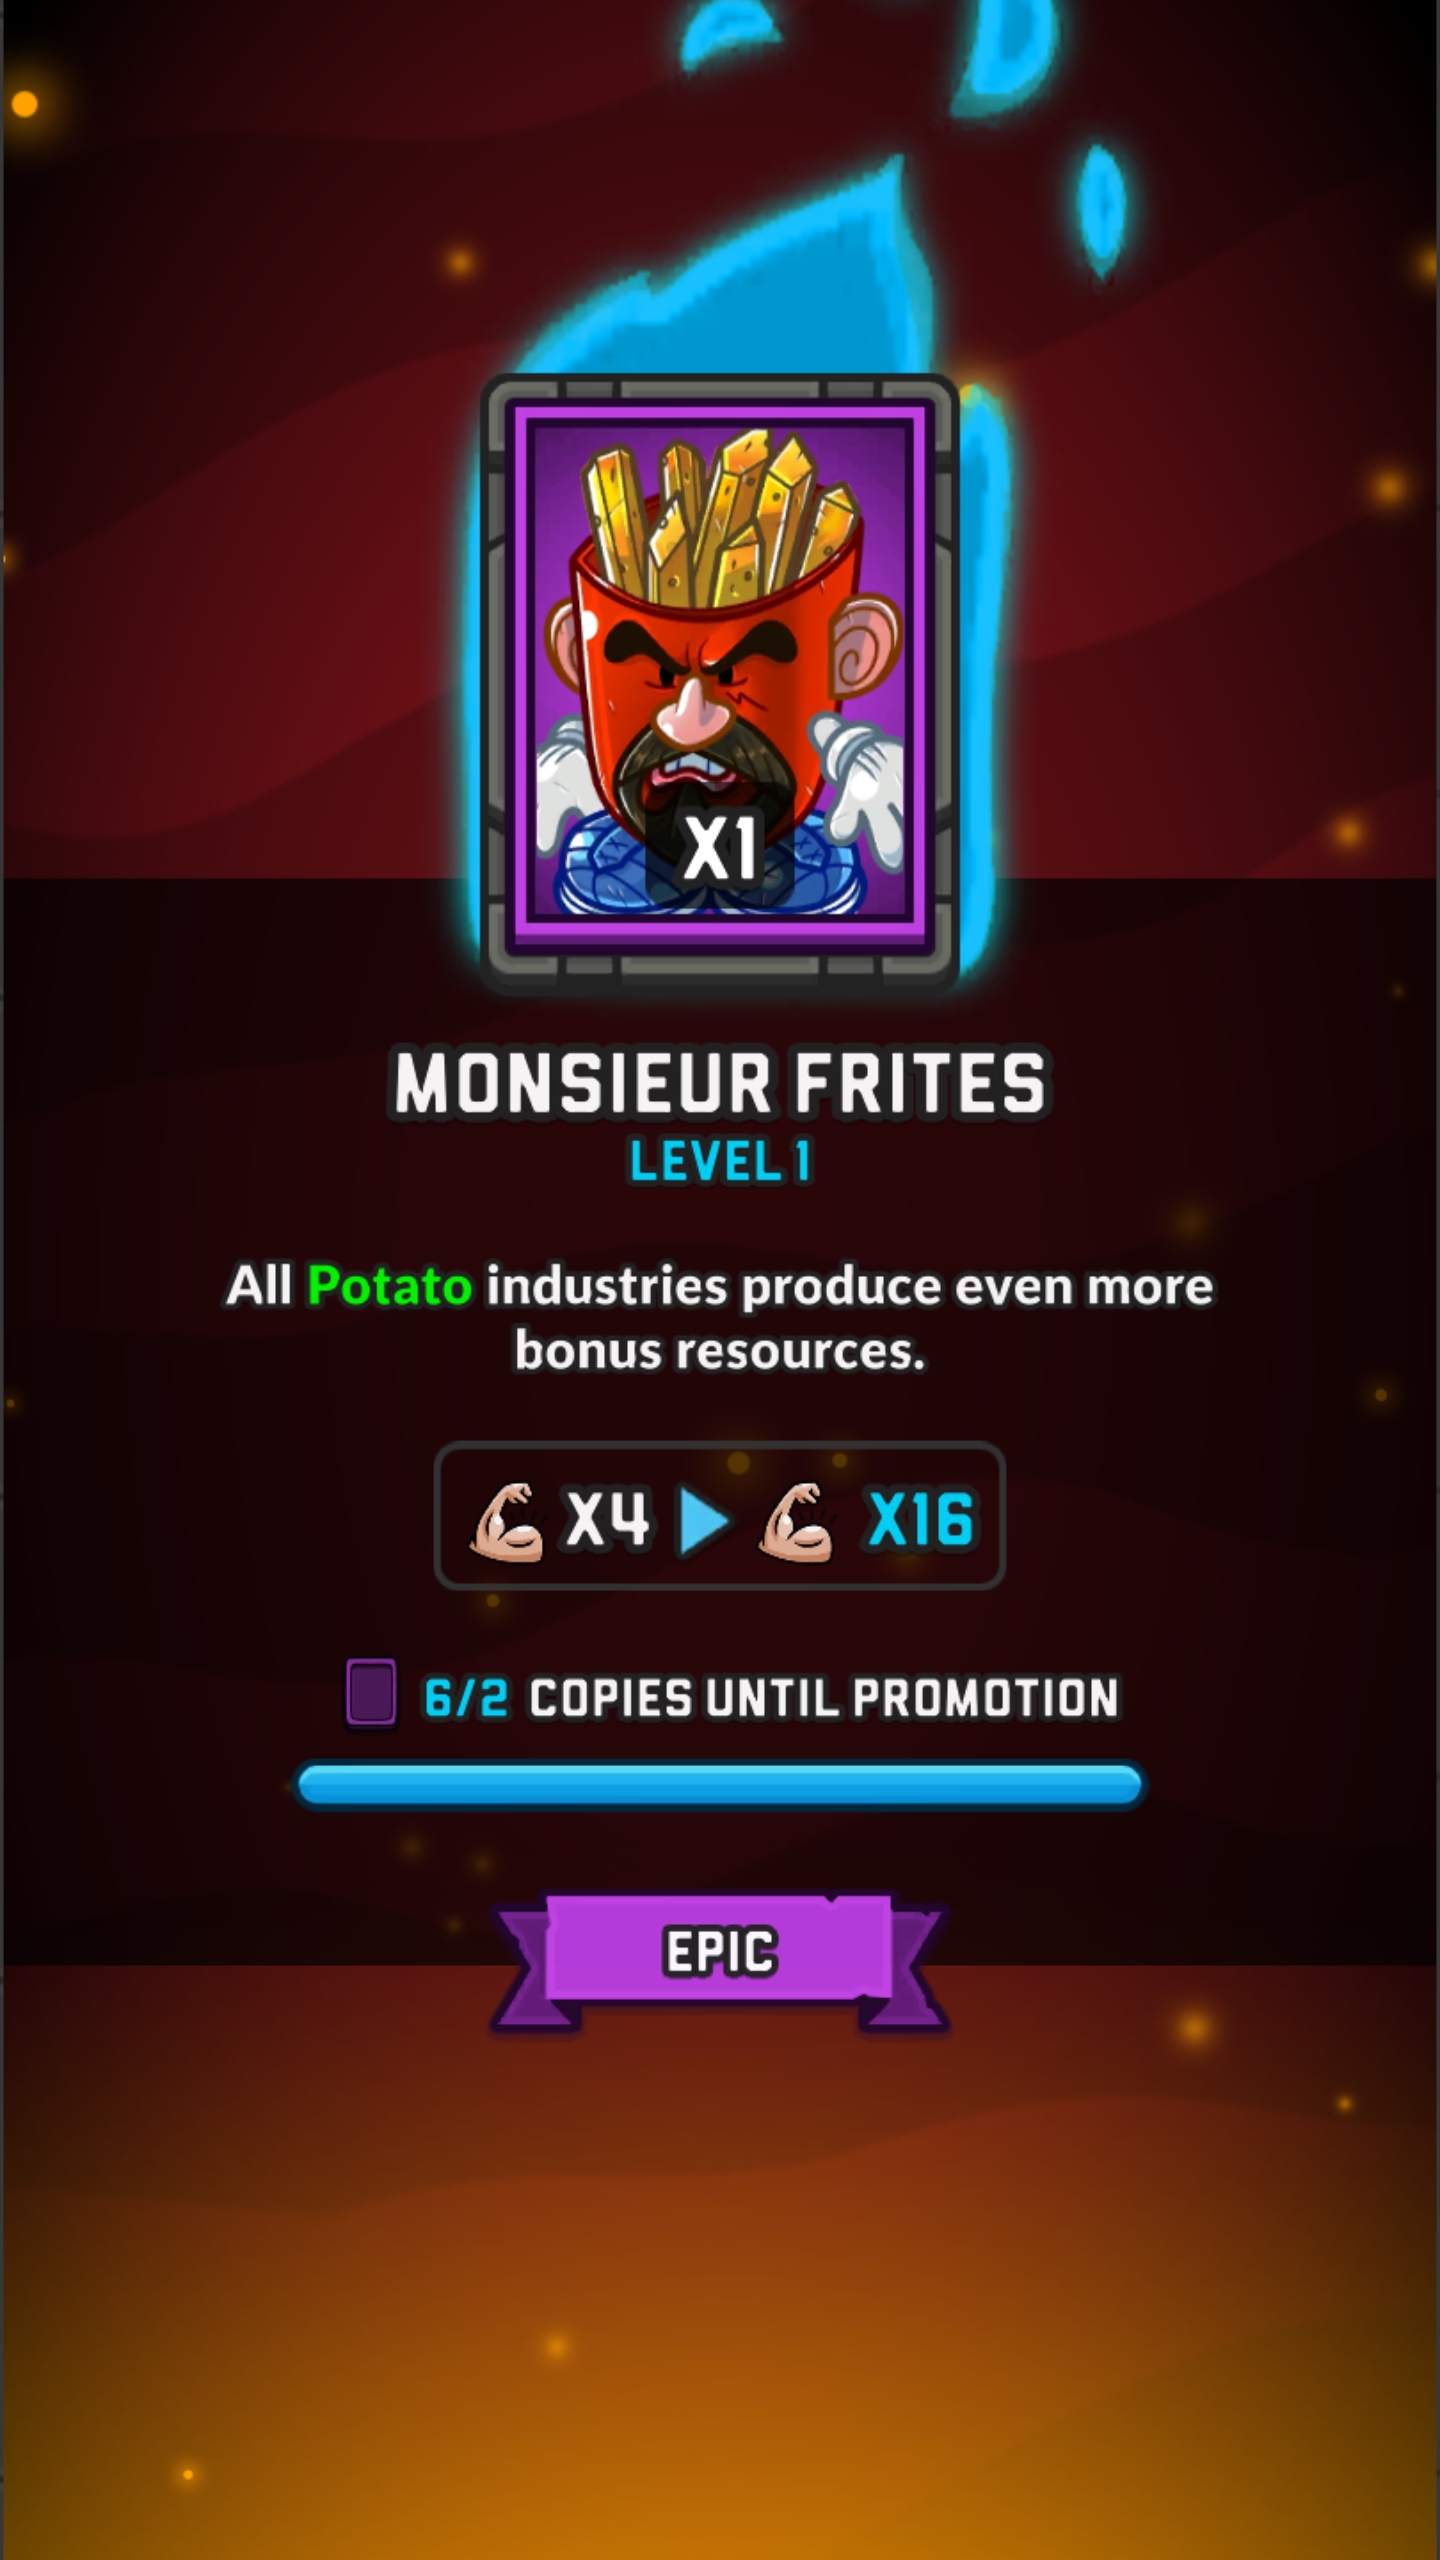 X1
MONSIEUR FRITES
LEVEL 1
All Potato industries produce even more
bonus resources.
X4 X16
6/2 COPIES UNTIL PROMOTION
EPIC